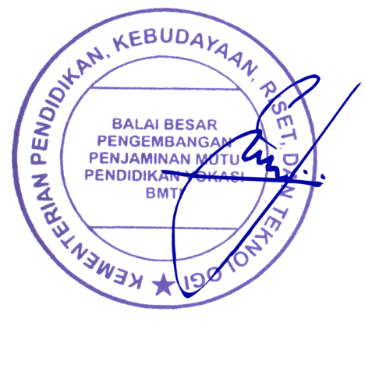 KEMENTERIAN PENDIDIKAN, KEBUDAYAAN, RISET, DAN TEKNOLOGI
BALAI BESAR
PENGEMBANGAN
PENJAMINAN MUTU
PENDIDIKAN VOKASI
BMTI